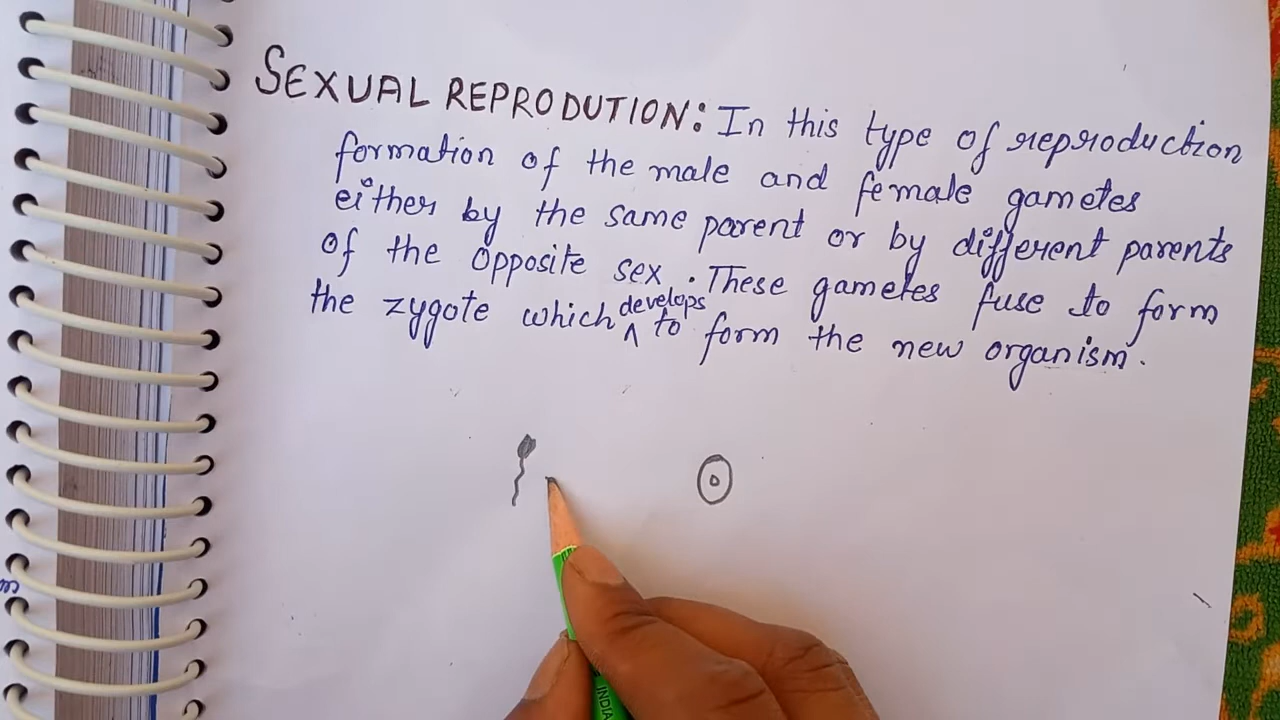 SEXUAL REPRODUTION: In this type of reproduction
formation of the male and female gametes
either by the same parent or by different parents
of the opposite sex. These gametes fuse to form
the zygote which develops to form the new organism.
INDIA